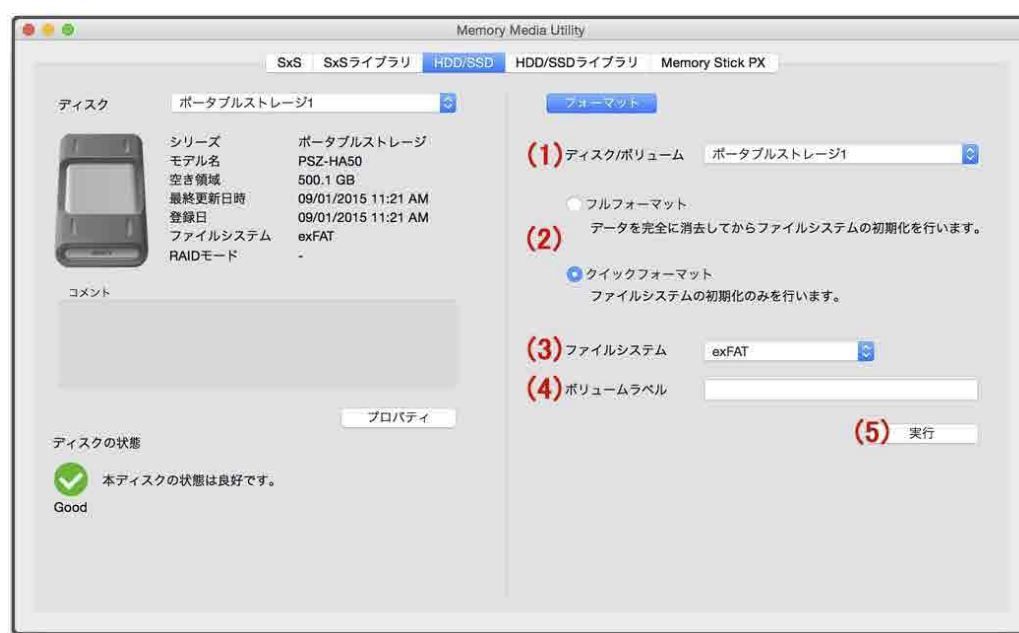 Memory Media Utility
SxS SxSライブラリ HDD/SSD HDD/SSDライブラリ Memory Stick PX
ディスク ポータブルストレージ1
シリーズ ポータブルストレージ
モデル名 PSZ-HA50
空き領域 500.1 GB
最終更新日時 09/01/2015 11:21 AM
登録日 09/01/2015 11:21 AM
ファイルシステム exFAT
RAIDモード -
コメント
プロパティ
ディスクの状態
本ディスクの状態は良好です。
Good
フォーマット
(1) ディスク/ボリューム ポータブルストレージ1
(2)
フルフォーマット
データを完全に消去してからファイルシステムの初期化を行います。
クイックフォーマット
ファイルシステムの初期化のみを行います。
(3) ファイルシステム exFAT
(4) ボリュームラベル
(5) 実行